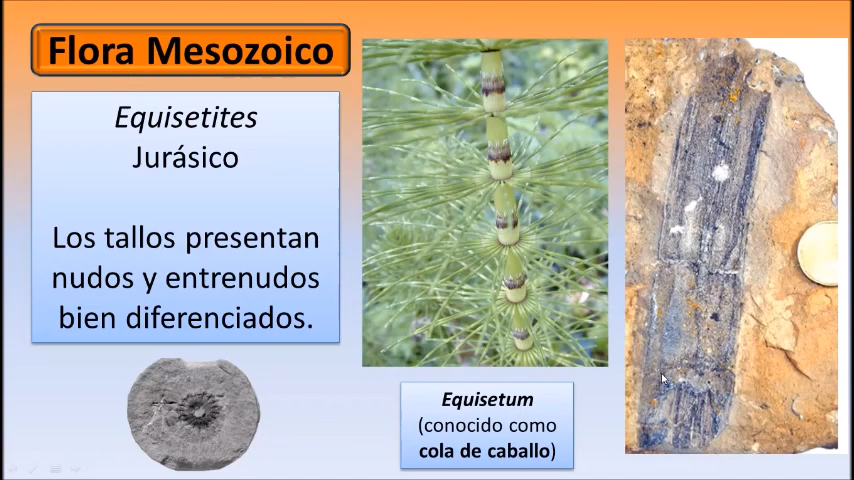 Flora Mesozoico
Equisetites
Jurásico
Los tallos presentan
nudos y entrenudos
bien diferenciados.
Equisetum
(conocido como
cola de caballo)